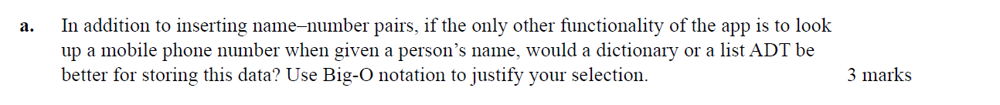 a. In addition to inserting name–number pairs, if the only other functionality of the app is to look
up a mobile phone number when given a person’s name, would a dictionary or a list ADT be
better for storing this data? Use Big-O notation to justify your selection. 3 marks